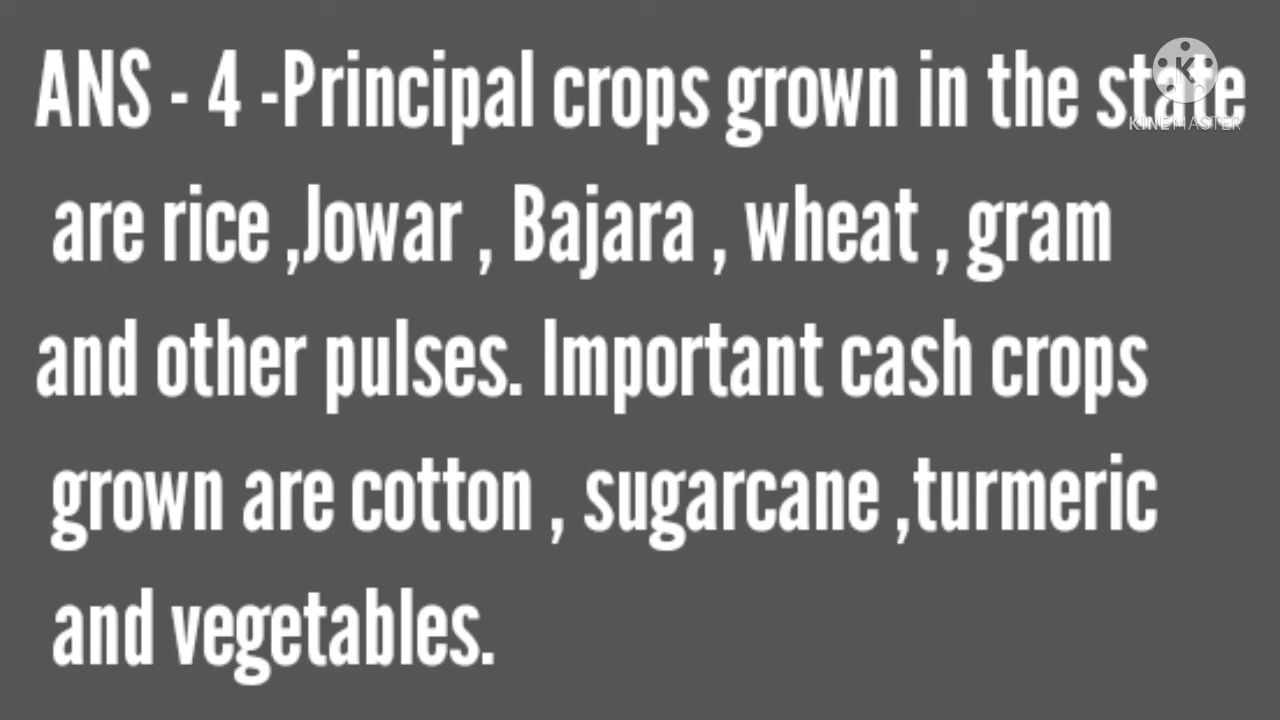 ANS - 4 -Principal crops grown in the state
KINEMASTER
are rice ,Jowar , Bajara , wheat , gram
and other pulses. Important cash crops
grown are cotton , sugarcane ,turmeric
and vegetables.